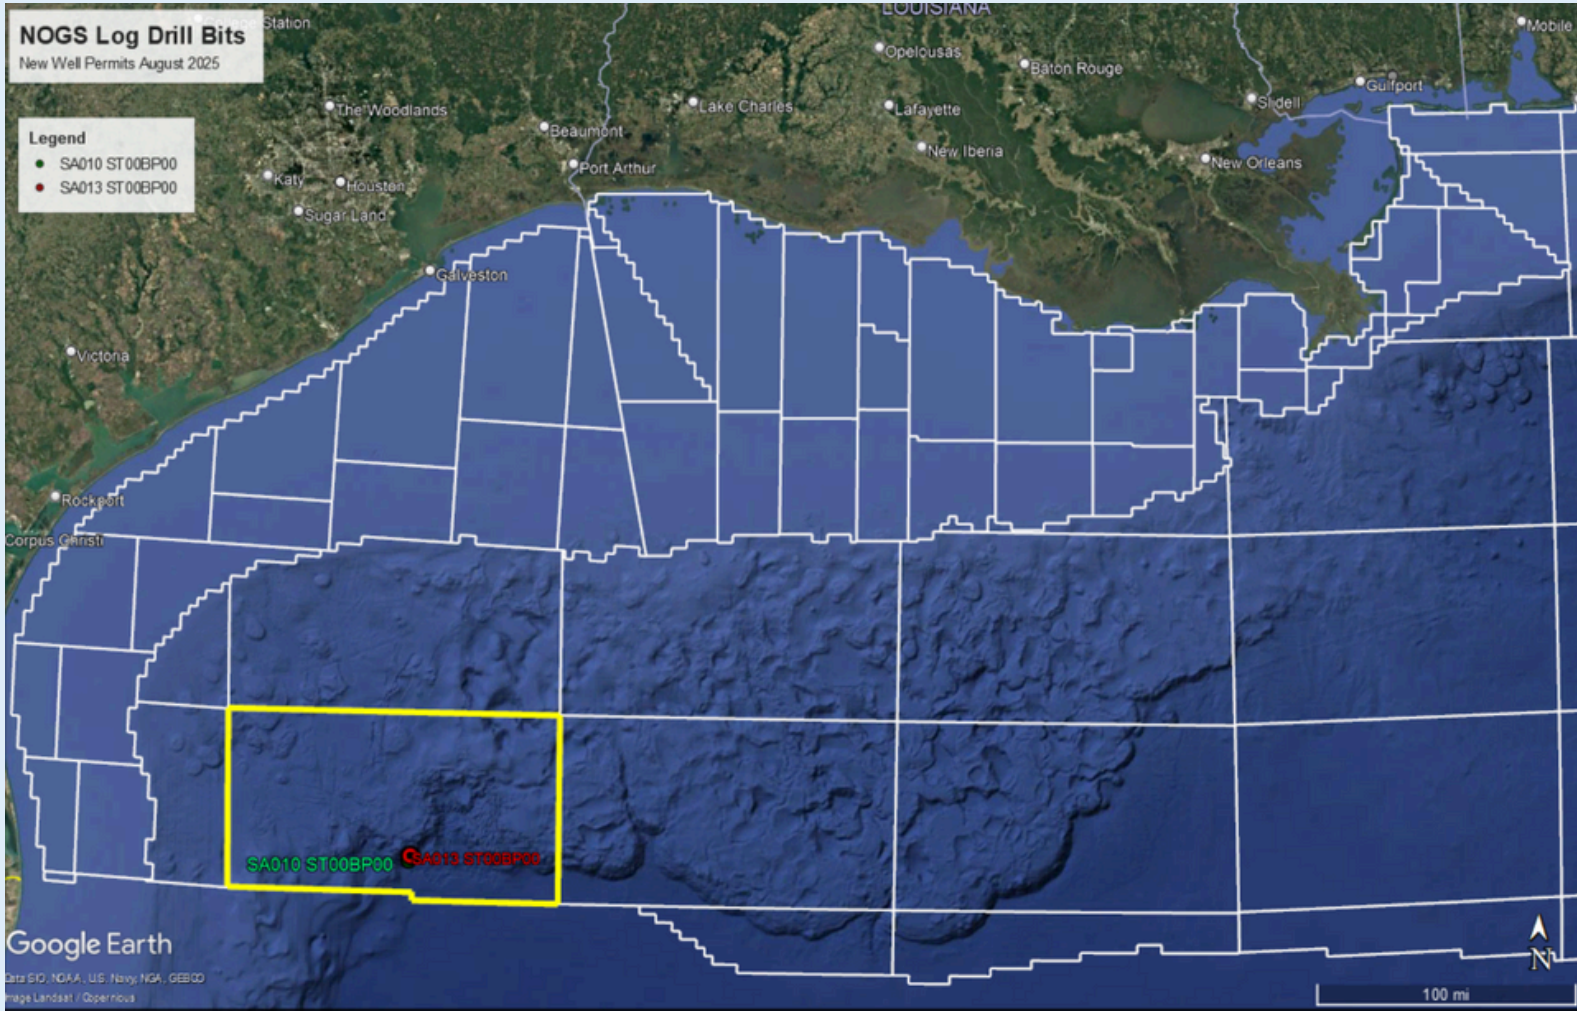 LOUISIANA
College Station
Mobile
NOGS Log Drill Bits
New Well Permits August 2025
Opelousas
Baton Rouge
Gulfport
Slidell
The Woodlands
Lake Charles
Lafayette
Beaumont
Legend
SA010 ST00BP00
SA013 ST00BP00
New Iberia
New Orleans
Port Arthur
Katy
Houston
Sugar Land
Galveston
Victoria
Rockport
Corpus Christi
SA010 ST00BP00
SA013 ST00BP00
Google Earth
Data SIO, NOAA, U.S. Navy, NGA, GEBCO
Image Landsat / Copernicus
N
100 mi